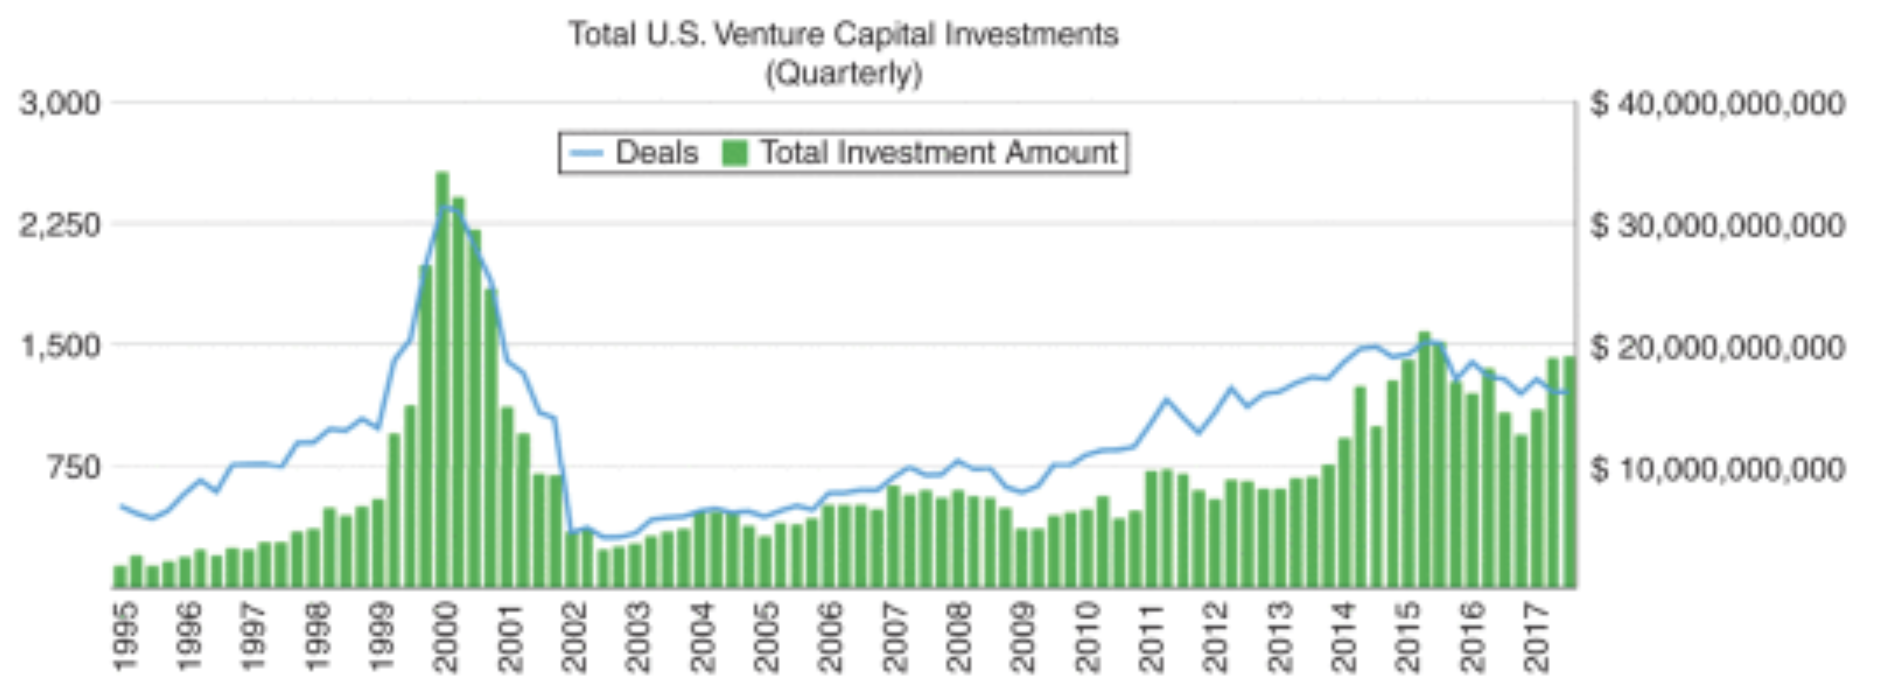 Total U.S. Venture Capital Investments
(Quarterly)
3,000
$ 40,000,000,000
Deals Total Investment Amount
2,250
$ 30,000,000,000
1,500
$ 20,000,000,000
750
$ 10,000,000,000
1995 1996 1997 1998 1999 2000 2001 2002 2003 2004 2005 2006 2007 2008 2009 2010 2011 2012 2013 2014 2015 2016 2017